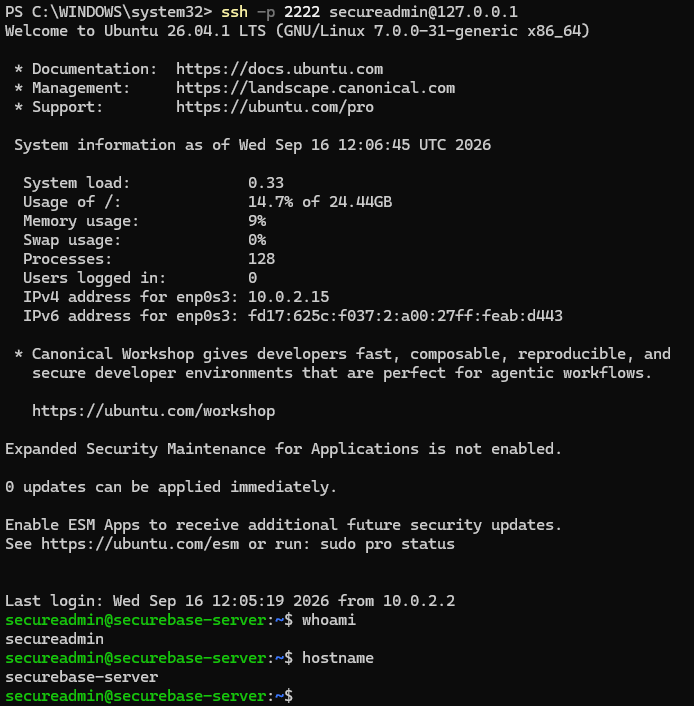 PS C:\WINDOWS\system32> ssh -p 2222 secureadmin@127.0.0.1
Welcome to Ubuntu 26.04.1 LTS (GNU/Linux 7.0.0-31-generic x86_64)

 * Documentation:  https://docs.ubuntu.com
 * Management:     https://landscape.canonical.com
 * Support:        https://ubuntu.com/pro

 System information as of Wed Sep 16 12:06:45 UTC 2026

  System load:             0.33
  Usage of /:              14.7% of 24.44GB
  Memory usage:            9%
  Swap usage:              0%
  Processes:               128
  Users logged in:         0
  IPv4 address for enp0s3: 10.0.2.15
  IPv6 address for enp0s3: fd17:625c:f037:2:a00:27ff:feab:d443

 * Canonical Workshop gives developers fast, composable, reproducible, and
   secure developer environments that are perfect for agentic workflows.

   https://ubuntu.com/workshop

Expanded Security Maintenance for Applications is not enabled.

0 updates can be applied immediately.

Enable ESM Apps to receive additional future security updates.
See https://ubuntu.com/esm or run: sudo pro status


Last login: Wed Sep 16 12:05:19 2026 from 10.0.2.2
secureadmin@securebase-server:~$ whoami
secureadmin
secureadmin@securebase-server:~$ hostname
securebase-server
secureadmin@securebase-server:~$